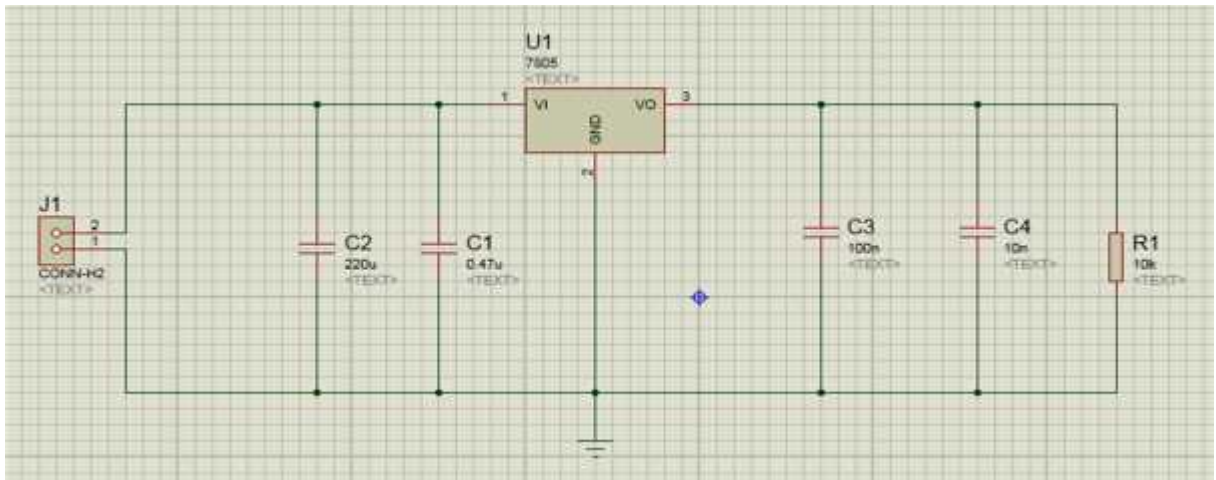 U1
7805
<TEXT>
1
VI
VO
3
GND
2
J1
2
1
CONN-H2
<TEXT>
C2
220u
<TEXT>
C1
0.47u
<TEXT>
C3
100n
<TEXT>
C4
10n
<TEXT>
R1
10k
<TEXT>